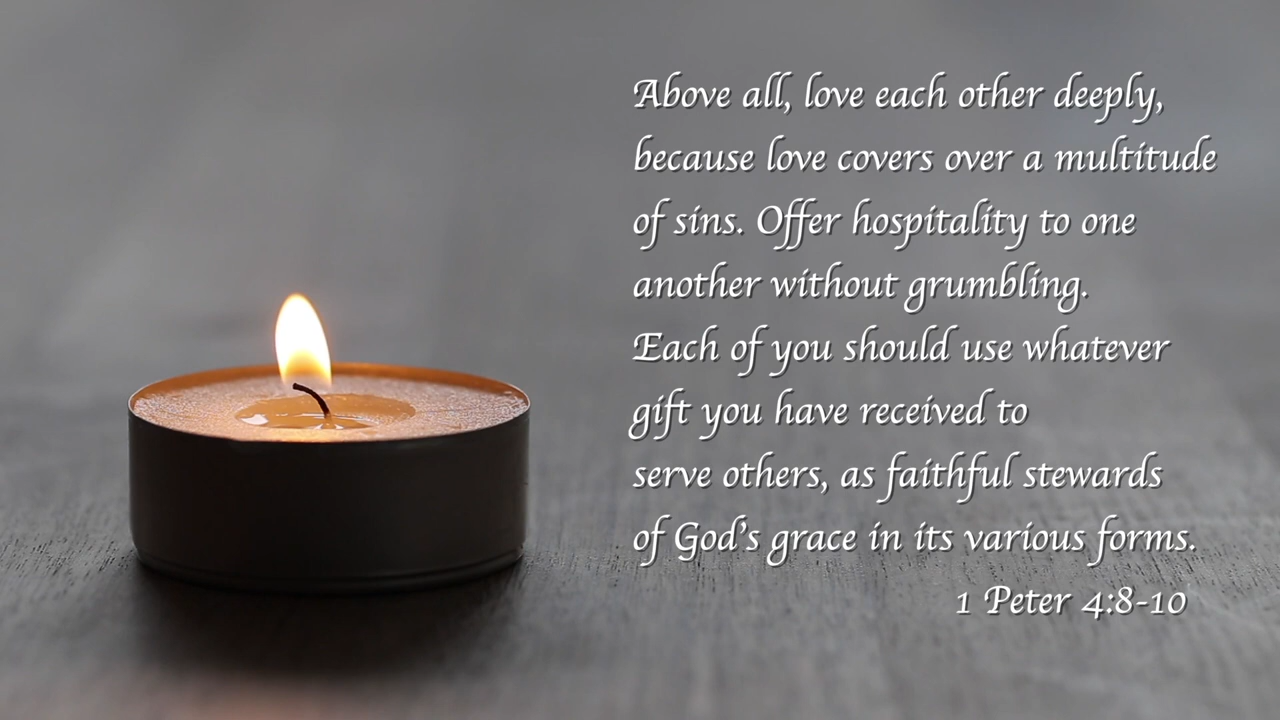 Above all, love each other deeply,
because love covers over a multitude
of sins. Offer hospitality to one
another without grumbling.
Each of you should use whatever
gift you have received to
serve others, as faithful stewards
of God's grace in its various forms.
1 Peter 4:8-10